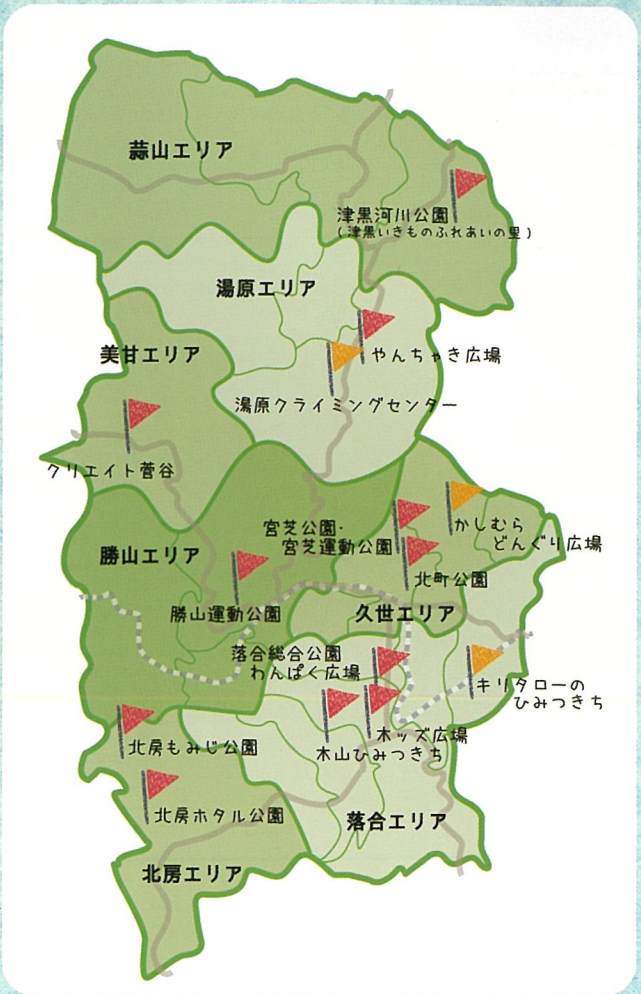 蒜山エリア
津黒河川公園
(津黒いきものふれあいの里)
湯原エリア
やんちゃき広場
美甘エリア
湯原クライミングセンター
クリエイト菅谷
かしむら
どんぐり広場
宮芝公園・
宮芝運動公園
勝山エリア
北町公園
勝山運動公園
久世エリア
落合総合公園
わんぱく広場
キリタローの
ひみつきち
木ッズ広場
北房もみじ公園
木山ひみつきち
北房ホタル公園
落合エリア
北房エリア